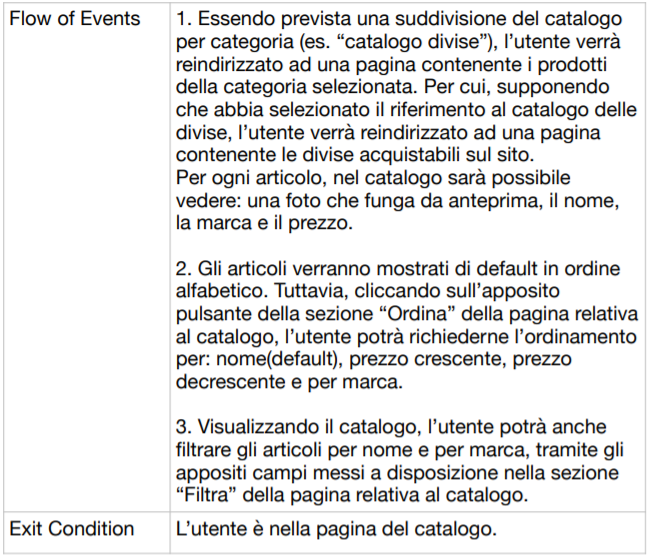 Flow of Events
1. Essendo prevista una suddivisione del catalogo
per categoria (es. “catalogo divise”), l’utente verrà
reindirizzato ad una pagina contenente i prodotti
della categoria selezionata. Per cui, supponendo
che abbia selezionato il riferimento al catalogo delle
divise, l’utente verrà reindirizzato ad una pagina
contenente le divise acquistabili sul sito.
Per ogni articolo, nel catalogo sarà possibile
vedere: una foto che funga da anteprima, il nome,
la marca e il prezzo.
2. Gli articoli verranno mostrati di default in ordine
alfabetico. Tuttavia, cliccando sull’apposito
pulsante della sezione “Ordina” della pagina relativa
al catalogo, l’utente potrà richiederne l’ordinamento
per: nome(default), prezzo crescente, prezzo
decrescente e per marca.
3. Visualizzando il catalogo, l’utente potrà anche
filtrare gli articoli per nome e per marca, tramite gli
appositi campi messi a disposizione nella sezione
“Filtra” della pagina relativa al catalogo.
Exit Condition
L’utente è nella pagina del catalogo.